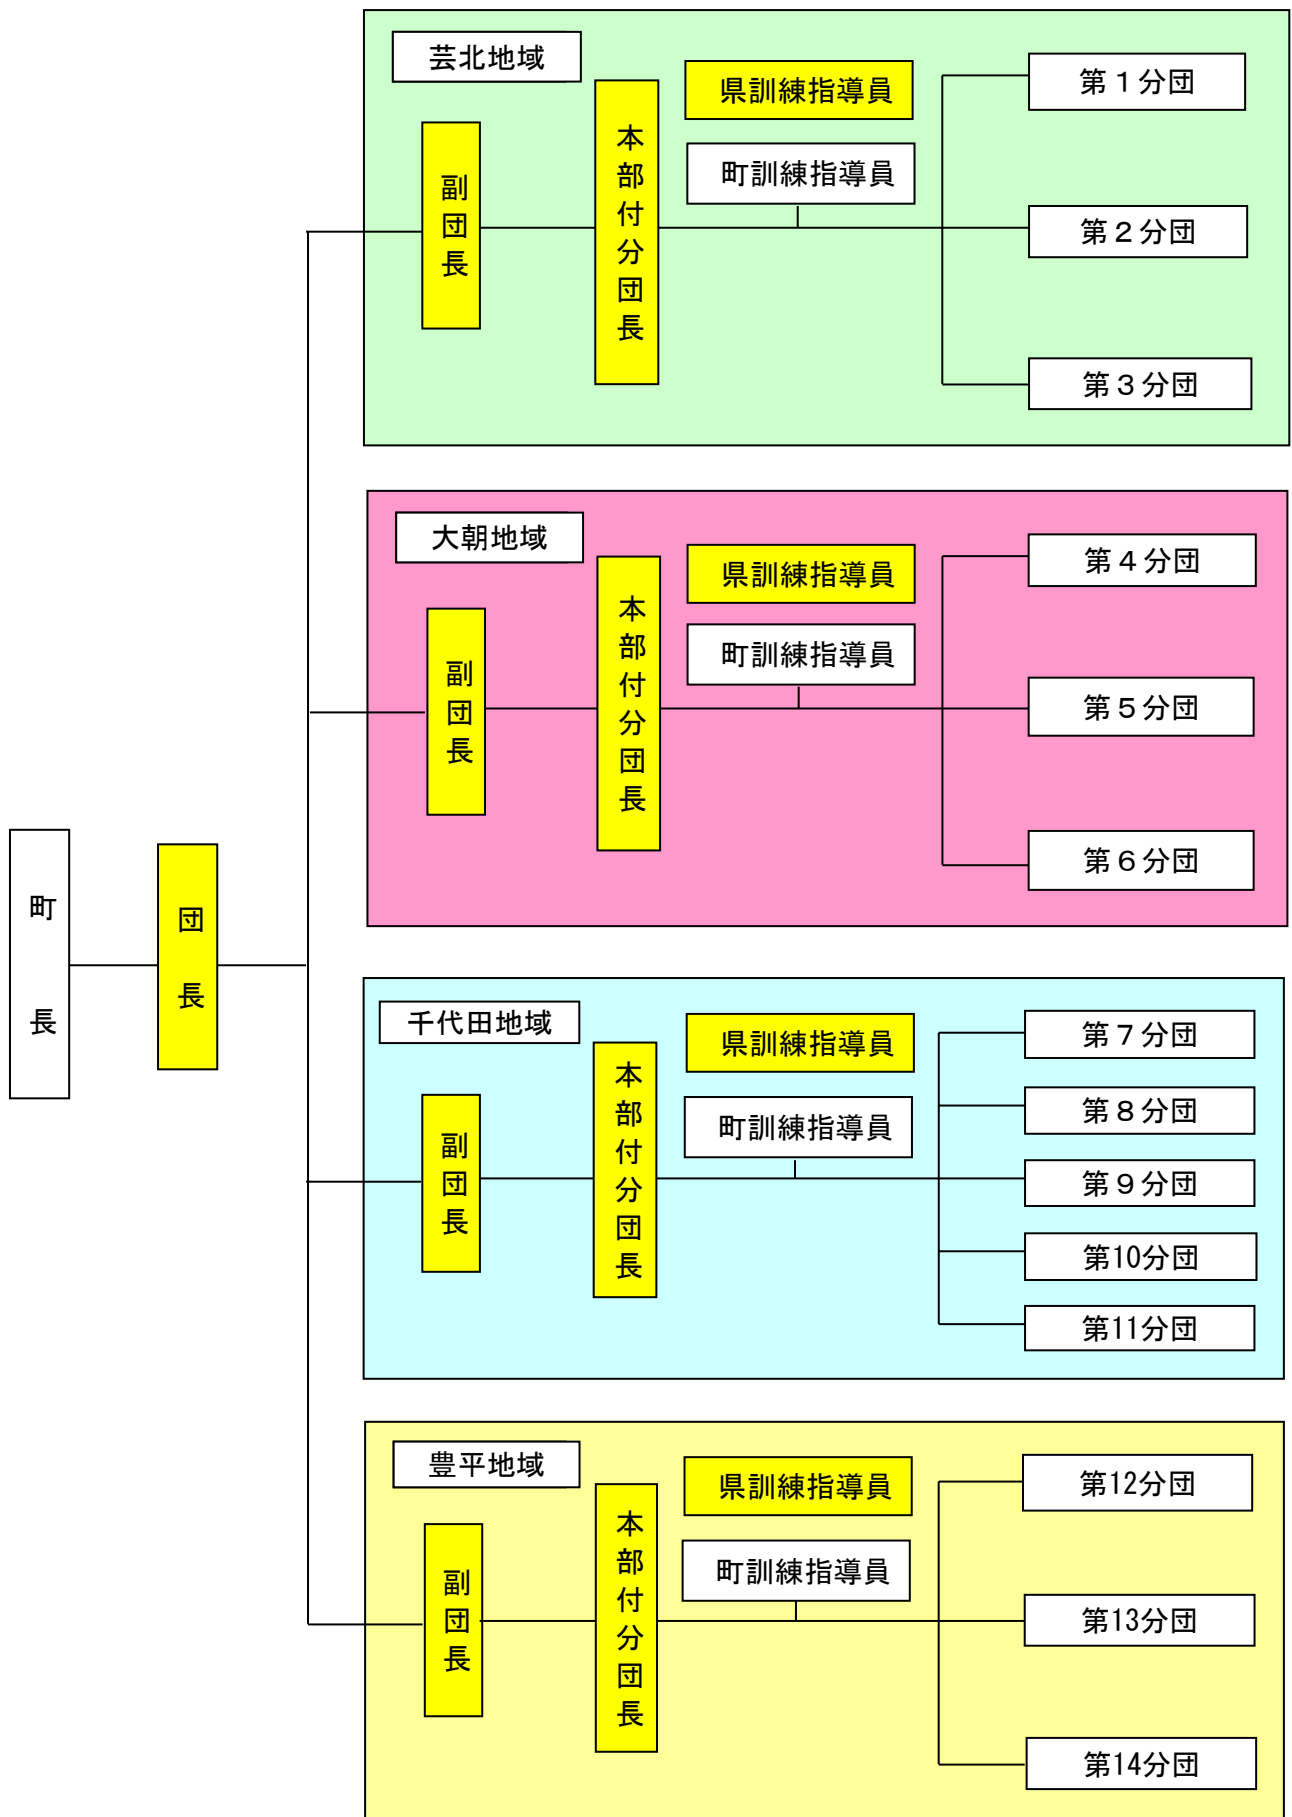 町長
団長
芸北地域
副団長
本部付分団長
県訓練指導員
町訓練指導員
第１分団
第２分団
第３分団
大朝地域
副団長
本部付分団長
県訓練指導員
町訓練指導員
第４分団
第５分団
第６分団
千代田地域
副団長
本部付分団長
県訓練指導員
町訓練指導員
第７分団
第８分団
第９分団
第10分団
第11分団
豊平地域
副団長
本部付分団長
県訓練指導員
町訓練指導員
第12分団
第13分団
第14分団